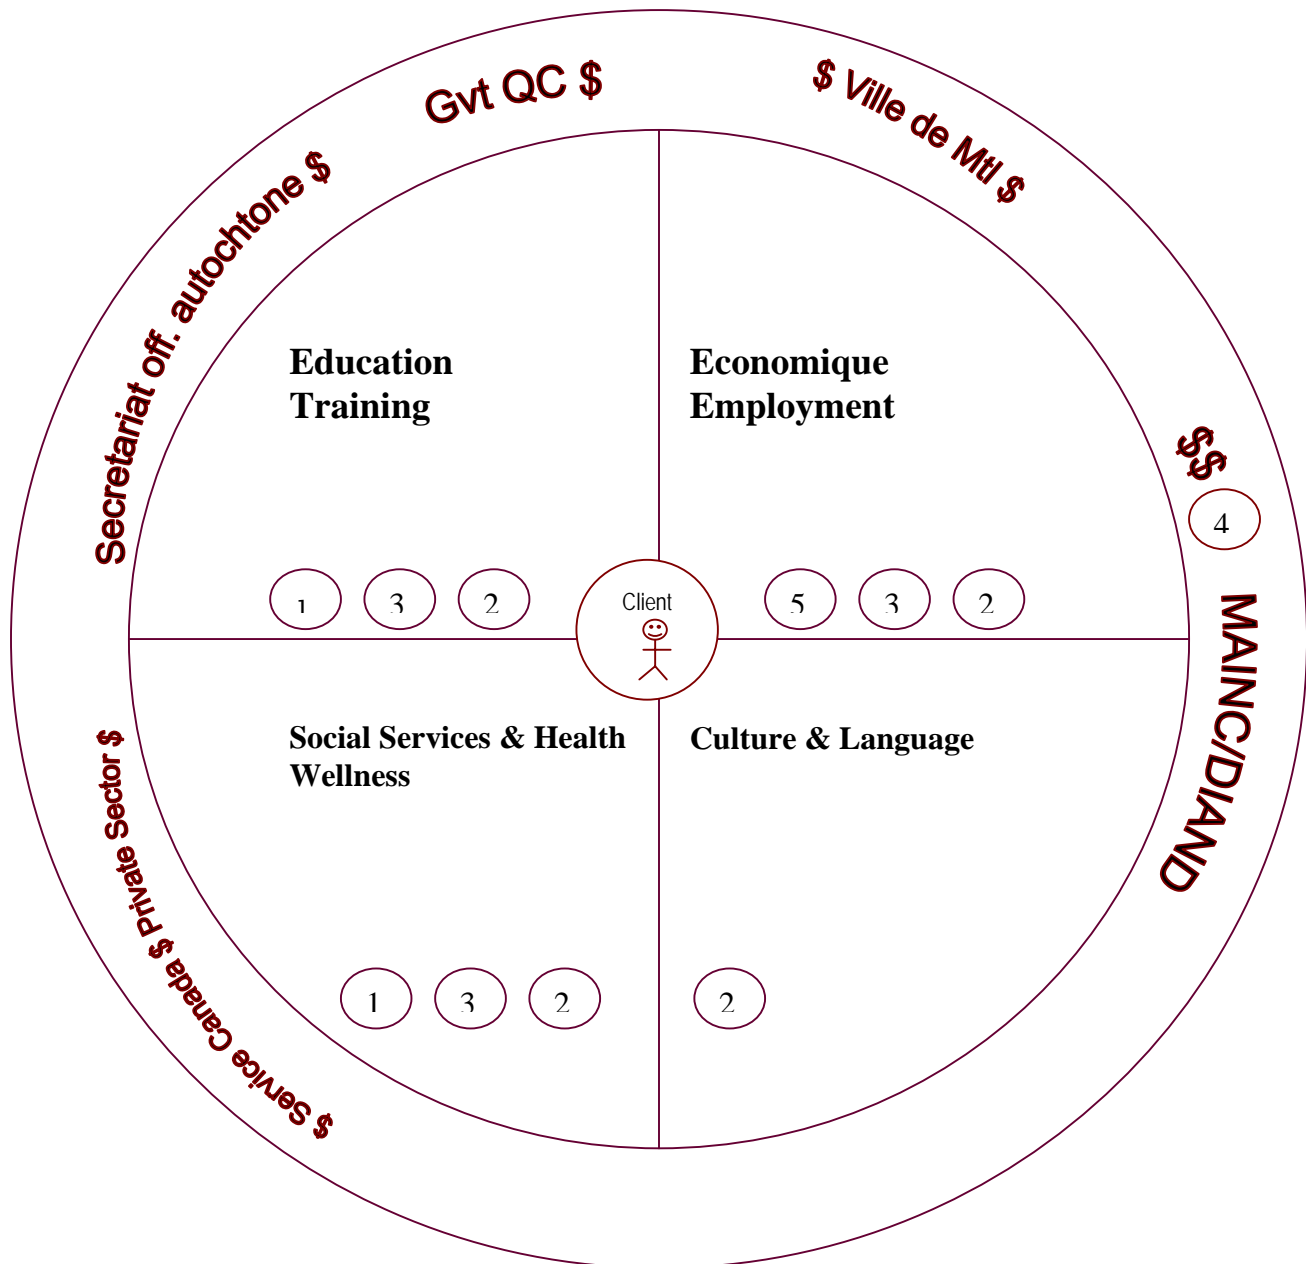 Gvt QC $
$ Ville de Mtl $
Secretariat off. autochtone $
$$
4
MAINC/DIAND
$ Service Canada $ Private Sector $
Education
Training
Economique
Employment
1 3 2
Client
5 3 2
Social Services & Health
Wellness
Culture & Language
1 3 2
2